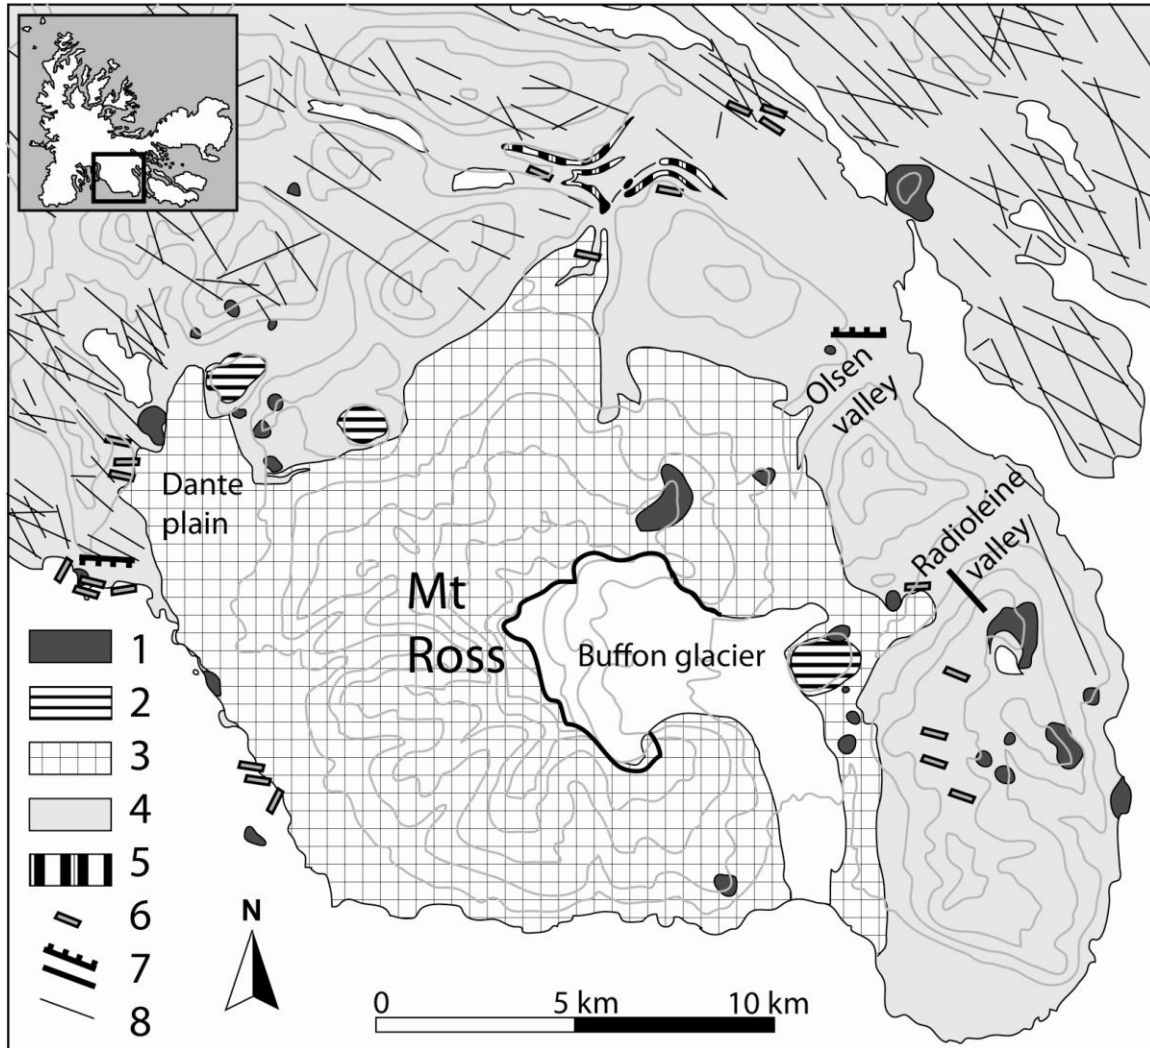 Olsen
valley
Dante
plain
Radioleine
valley
Mt
Ross
Buffon glacier
1
2
3
4
5
6
7
8
N
0 5 km 10 km